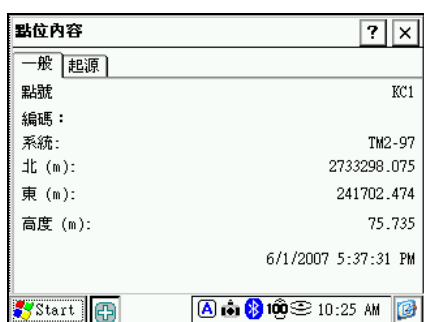 點位內容 ? ×
一般 起源
點號 KC1
編碼：
系統: TM2-97
北 (m): 2733298.075
東 (m): 241702.474
高度 (m): 75.735
6/1/2007 5:37:31 PM
Start A 100 10:25 AM